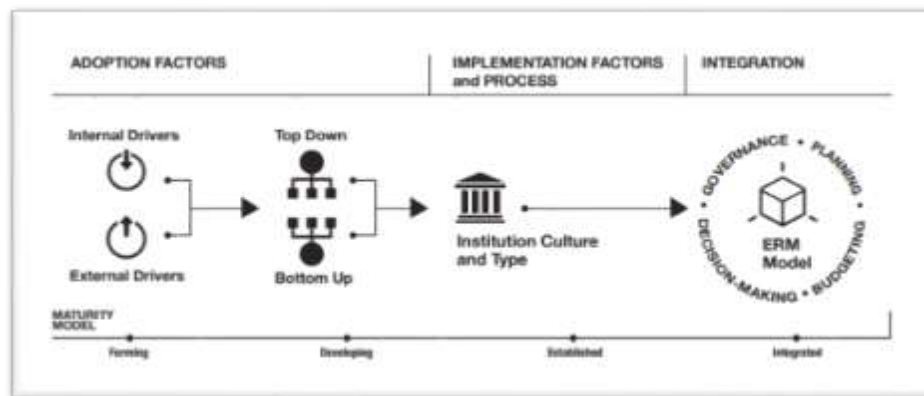 ADOPTION FACTORS
IMPLEMENTATION FACTORS
and PROCESS
INTEGRATION
Internal Drivers
External Drivers
Top Down
Bottom Up
Institution Culture
and Type
• GOVERNANCE • PLANNING • BUDGETING • DECISION-MAKING
ERM
Model
MATURITY
MODEL
Forming
Developing
Established
Integrated